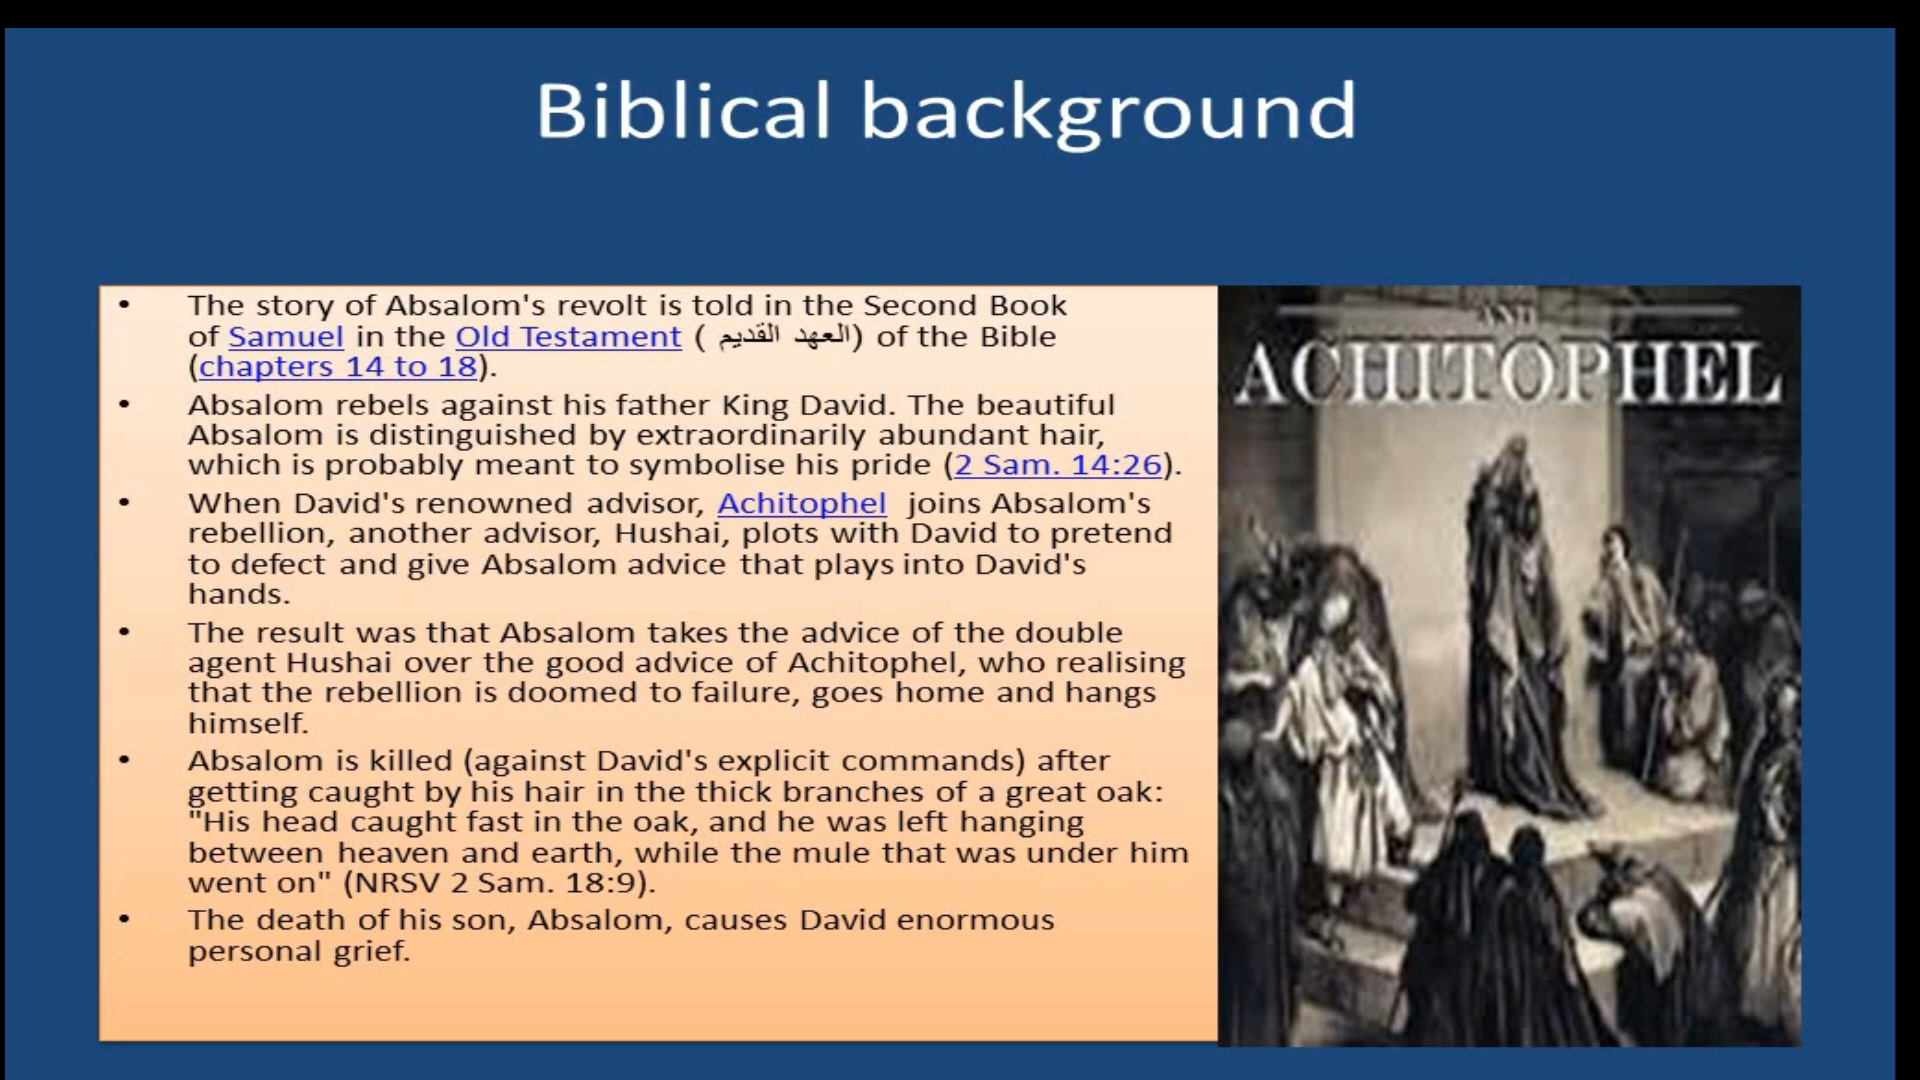 Biblical background
• The story of Absalom's revolt is told in the Second Book
of Samuel in the Old Testament ( العهد القديم) of the Bible
(chapters 14 to 18).
• Absalom rebels against his father King David. The beautiful
Absalom is distinguished by extraordinarily abundant hair,
which is probably meant to symbolise his pride (2 Sam. 14:26).
• When David's renowned advisor, Achitophel joins Absalom's
rebellion, another advisor, Hushai, plots with David to pretend
to defect and give Absalom advice that plays into David's
hands.
• The result was that Absalom takes the advice of the double
agent Hushai over the good advice of Achitophel, who realising
that the rebellion is doomed to failure, goes home and hangs
himself.
• Absalom is killed (against David's explicit commands) after
getting caught by his hair in the thick branches of a great oak:
"His head caught fast in the oak, and he was left hanging
between heaven and earth, while the mule that was under him
went on" (NRSV 2 Sam. 18:9).
• The death of his son, Absalom, causes David enormous
personal grief.
AND
ACHITOPHEL